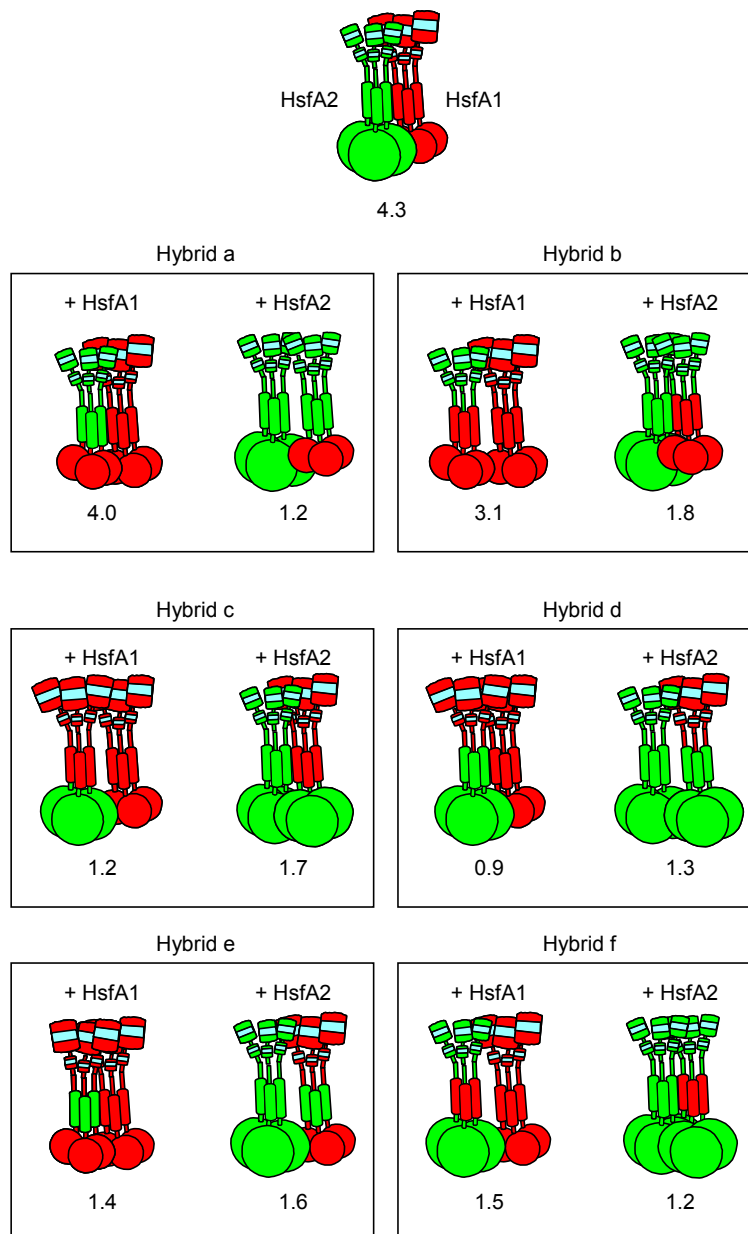 HsfA2 HsfA1
4.3
Hybrid a Hybrid b
+ HsfA1 + HsfA2 + HsfA1 + HsfA2
4.0 1.2 3.1 1.8
Hybrid c Hybrid d
+ HsfA1 + HsfA2 + HsfA1 + HsfA2
1.2 1.7 0.9 1.3
Hybrid e Hybrid f
+ HsfA1 + HsfA2 + HsfA1 + HsfA2
1.4 1.6 1.5 1.2